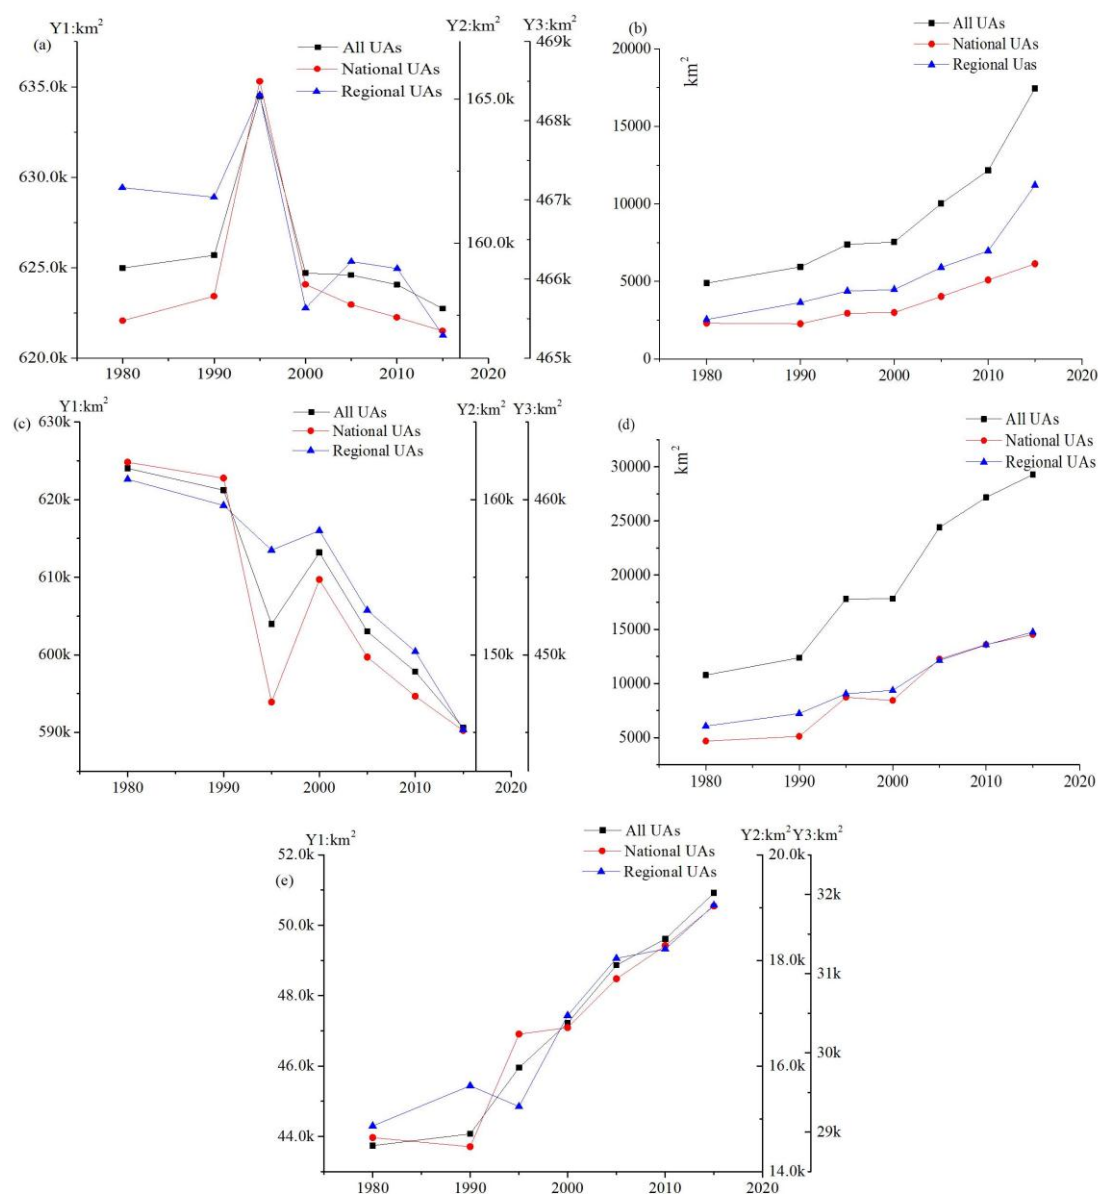 Y1:km²
Y2:km²
Y3:km²
(a)
All UAs
National UAs
Regional UAs
635.0k
630.0k
625.0k
620.0k
165.0k
160.0k
469k
468k
467k
466k
465k
1980
1990
2000
2010
2020
(b)
km²
All UAs
National UAs
Regional Uas
20000
15000
10000
5000
0
1980
1990
2000
2010
2020
Y1:km²
Y2:km²
Y3:km²
(c)
All UAs
National UAs
Regional UAs
630k
620k
610k
600k
590k
160k
150k
460k
450k
1980
1990
2000
2010
2020
(d)
km²
All UAs
National UAs
Regional UAs
30000
25000
20000
15000
10000
5000
1980
1990
2000
2010
2020
Y1:km²
Y2:km²
Y3:km²
(e)
All UAs
National UAs
Regional UAs
52.0k
50.0k
48.0k
46.0k
44.0k
20.0k
18.0k
16.0k
14.0k
32k
31k
30k
29k
1980
1990
2000
2010
2020